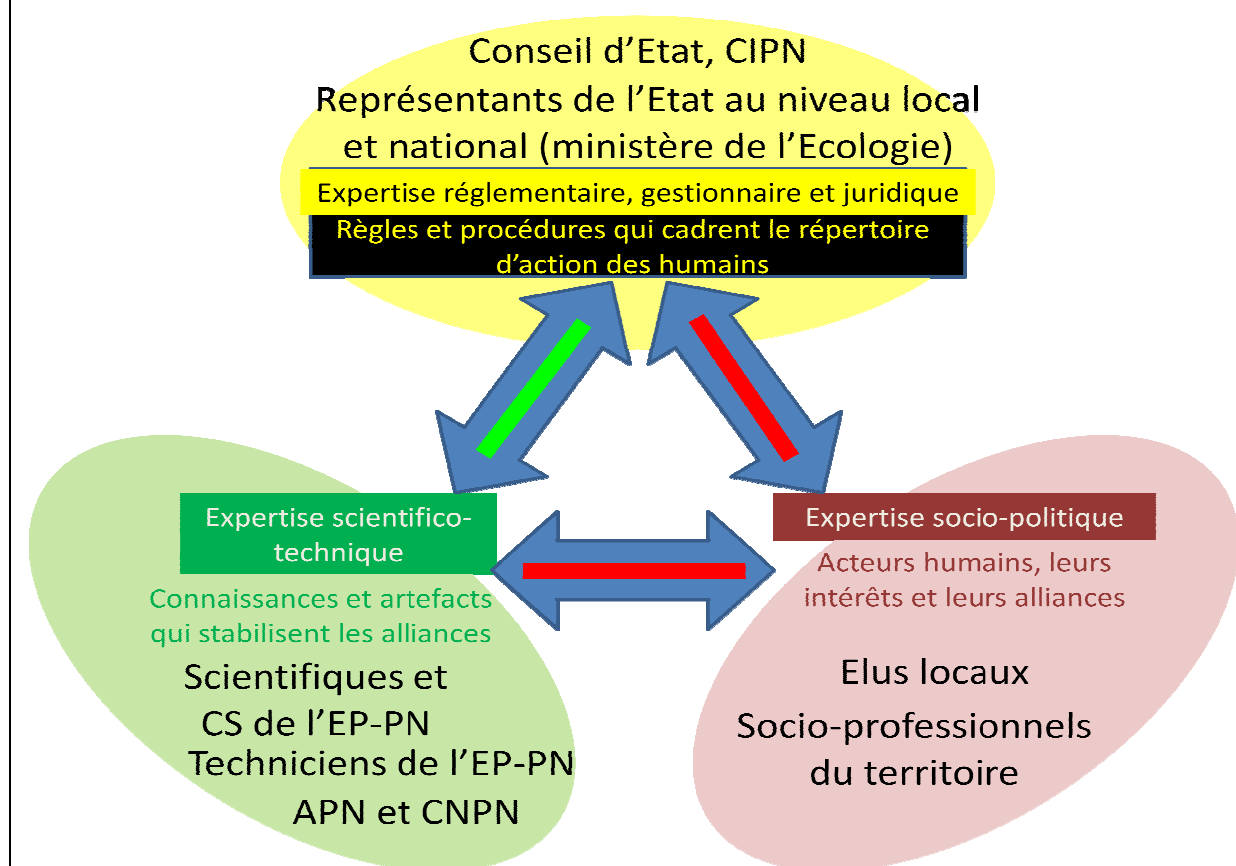 Conseil d'Etat, CIPN
Représentants de l'Etat au niveau local
et national (ministère de l'Ecologie)
Expertise réglementaire, gestionnaire et juridique
Règles et procédures qui cadrent le répertoire
d'action des humains
Expertise scientifico-
technique
Connaissances et artefacts
qui stabilisent les alliances
Scientifiques et
CS de l'EP-PN
Techniciens de l'EP-PN
APN et CNPN
Expertise socio-politique
Acteurs humains, leurs
intérêts et leurs alliances
Elus locaux
Socio-professionnels
du territoire